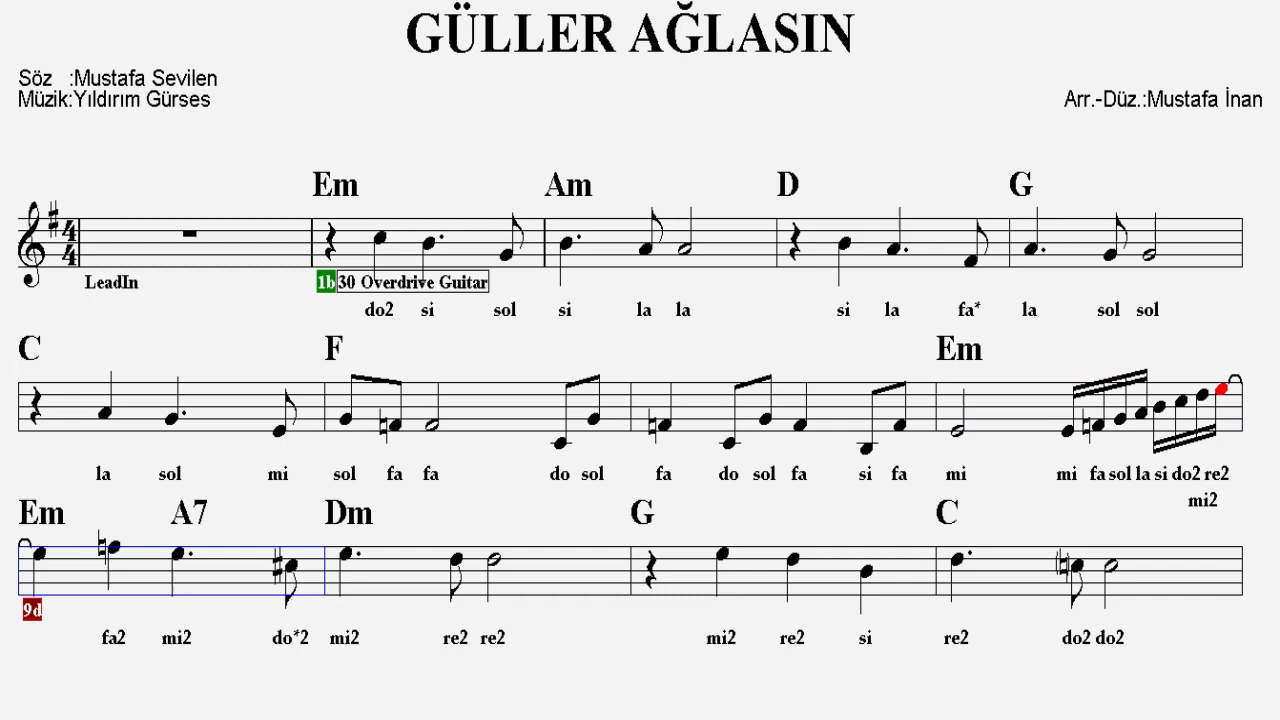 GÜLLER AĞLASIN
Söz :Mustafa Sevilen
Müzik:Yıldırım Gürses
Arr.-Düz.:Mustafa İnan
Em Am D G
4
4
LeadIn 1b 30 Overdrive Guitar
do2 si sol si la la si la fa* la sol sol
C F Em
la sol mi sol fa fa do sol fa do sol fa si fa mi mi fa sol la si do2 re2
mi2
Em A7 Dm G C
9d
fa2 mi2 do*2 mi2 re2 re2 mi2 re2 si re2 do2 do2